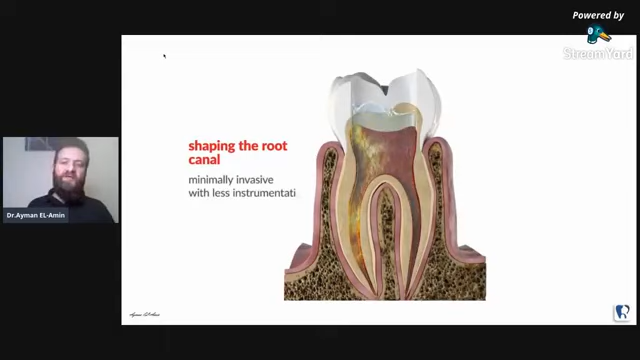 Powered by
StreamYard
shaping the root
canal
minimally invasive
with less instrumentati
Dr.Ayman EL-Amin